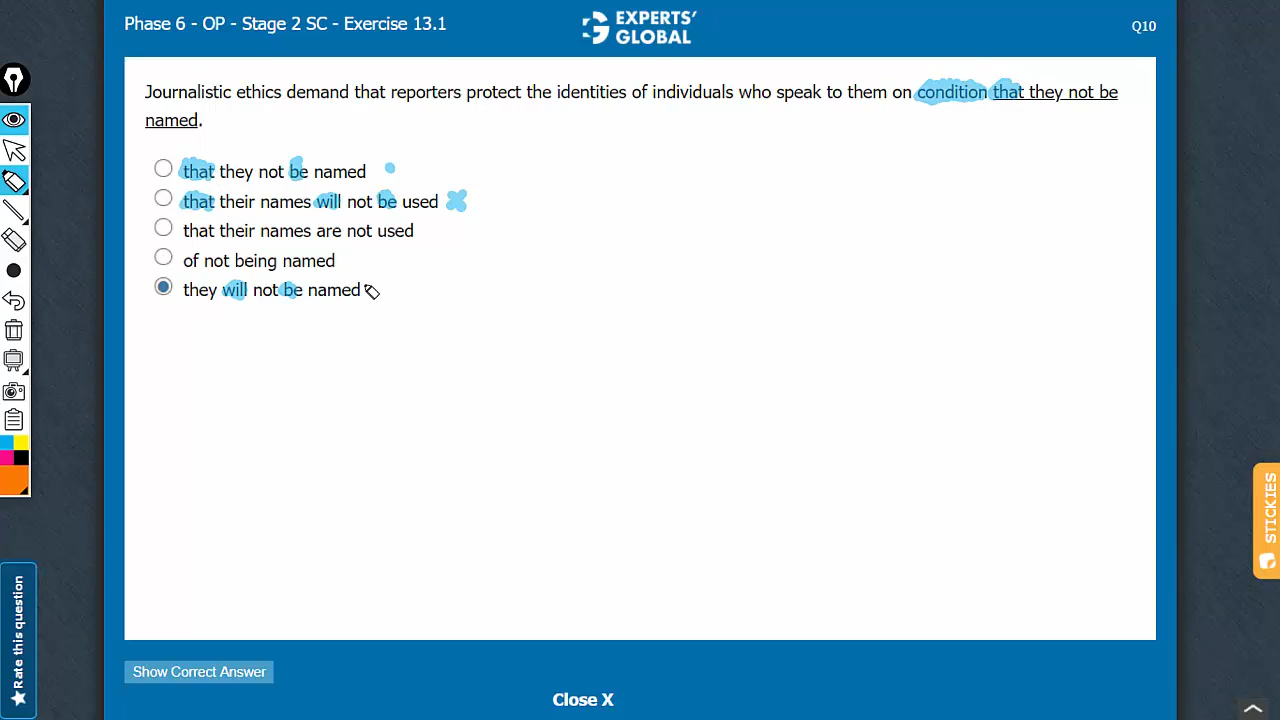 Phase 6 - OP - Stage 2 SC - Exercise 13.1
EXPERTS'
GLOBAL
Q10
Journalistic ethics demand that reporters protect the identities of individuals who speak to them on condition that they not be
named.
that they not be named
that their names will not be used
that their names are not used
of not being named
they will not be named
STICKIES
Rate this question
Show Correct Answer
Close X